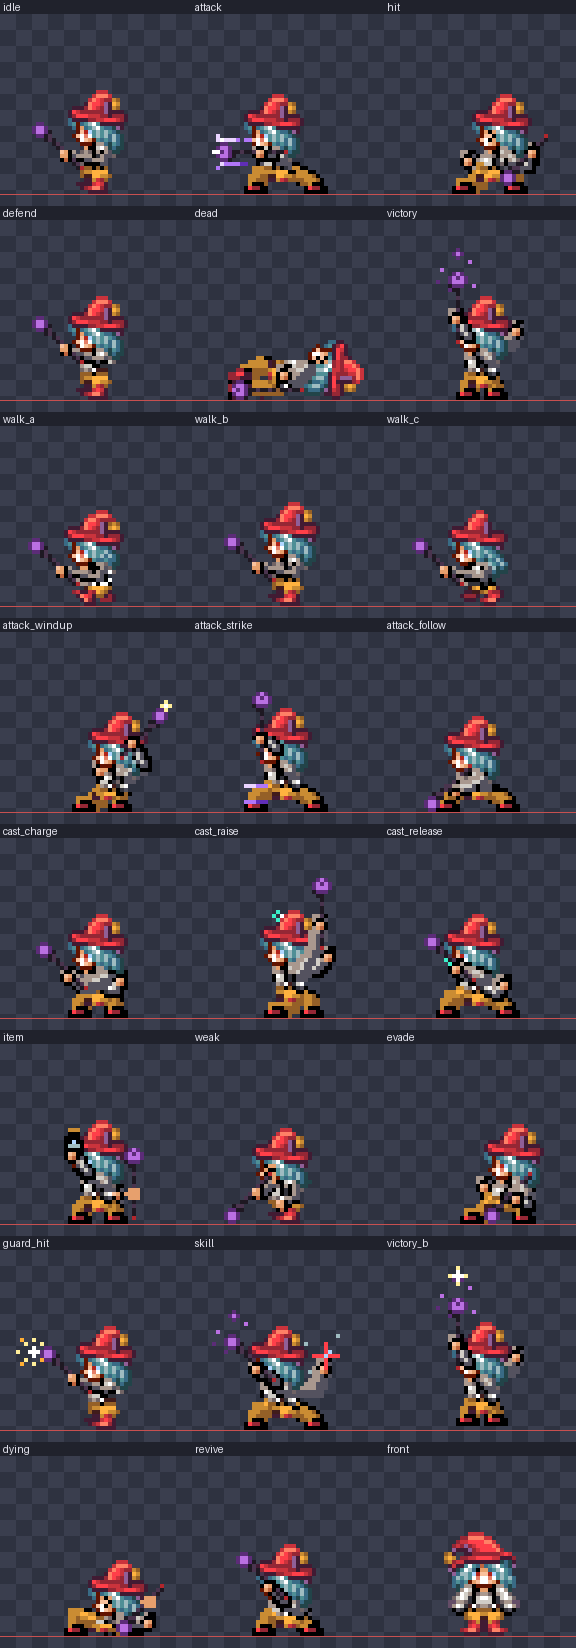 idle
attack
hit
defend
dead
victory
walk_a
walk_b
walk_c
attack_windup
attack_strike
attack_follow
cast_charge
cast_raise
cast_release
item
weak
evade
guard_hit
skill
victory_b
dying
revive
front